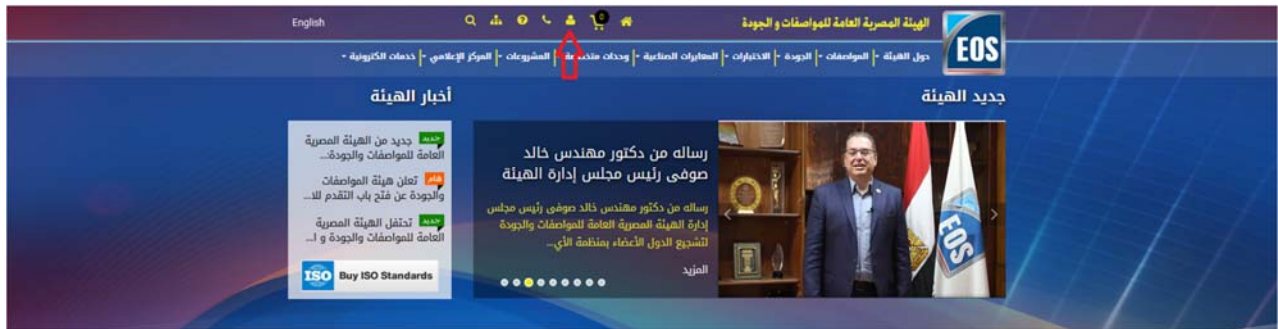 الهيئة المصرية العامة للمواصفات و الجودة
0
English
EOS
حول الهيئة
المواصفات
الجودة
الاختبارات
المعايرات الصناعية
وحدات
المشروعات
المركز الإعلامي
خدمات الكترونية
جديد الهيئة
رساله من دكتور مهندس خالد
صوفى رئيس مجلس إدارة الهيئة
رساله من دكتور مهندس خالد صوفى رئيس مجلس
إدارة الهيئة المصرية العامة للمواصفات والجودة
لتشجيع الدول الأعضاء بمنظمة الأي...
المزيد
EOS
أخبار الهيئة
جديد جديد من الهيئة المصرية
العامة للمواصفات والجودة:...
هام تعلن هيئة المواصفات
والجودة عن فتح باب التقدم للا...
جديد تحتفل الهيئة المصرية
العامة للمواصفات والجودة و ا...
ISO Buy ISO Standards